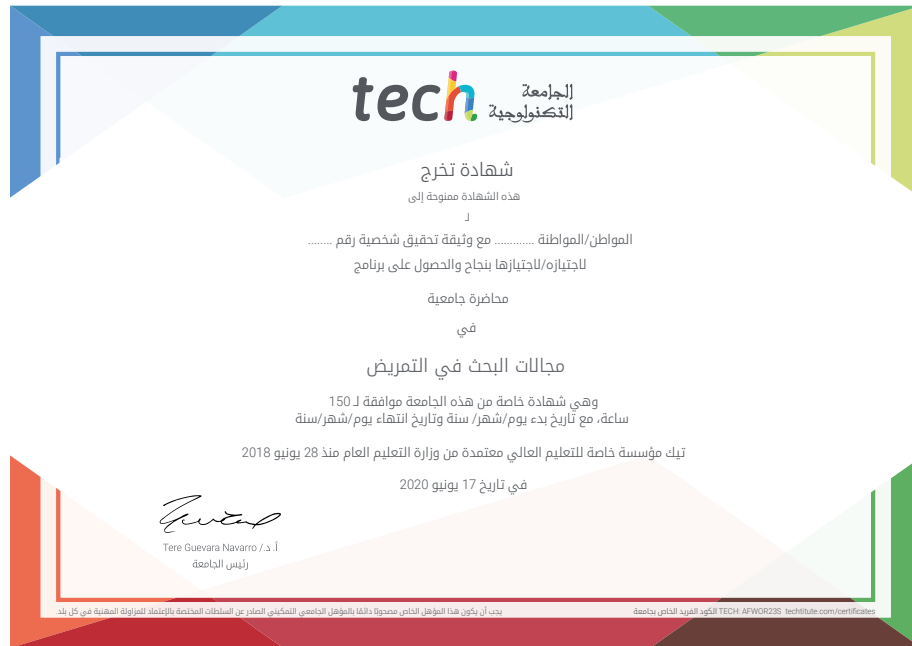 tech الجامعة
التكنولوجية
شهادة تخرج
هذه الشهادة ممنوحة إلى
لـ
المواطن/المواطنة ............ مع وثيقة تحقيق شخصية رقم ........
لاجتيازه/لاجتيازها بنجاح والحصول على برنامج
محاضرة جامعية
في
مجالات البحث في التمريض
وهي شهادة خاصة من هذه الجامعة موافقة لـ 150
ساعة، مع تاريخ بدء يوم/شهر/ سنة وتاريخ انتهاء يوم/شهر/سنة
تيك مؤسسة خاصة للتعليم العالي معتمدة من وزارة التعليم العام منذ 28 يونيو 2018
في تاريخ 17 يونيو 2020
أ.د./ Tere Guevara Navarro
رئيس الجامعة
يجب أن يكون هذا المؤهل الخاص مصحوبًا دائمًا بالمؤهل الجامعي التمكيني الصادر عن السلطات المختصة بالإعتماد للمزاولة المهنية في كل بلد.
الكود الفريد الخاص بجامعة TECH: AFWOR23S techtitute.com/certificates